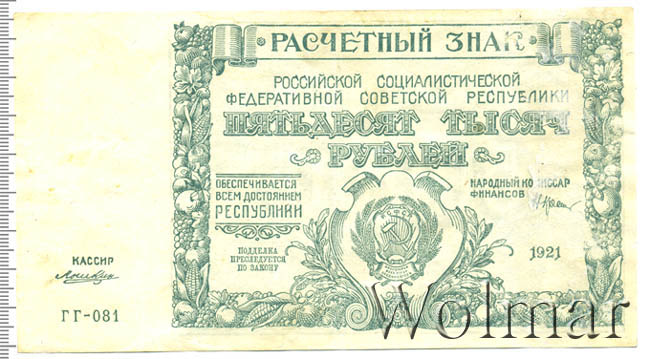 РАСЧЕТНЫЙ ЗНАК
РОССИЙСКОЙ СОЦИАЛИСТИЧЕСКОЙ
ФЕДЕРАТИВНОЙ СОВЕТСКОЙ РЕСПУБЛИКИ
ПЯТЬДЕСЯТ ТЫСЯЧ
РУБЛЕЙ
ОБЕСПЕЧИВАЕТСЯ
ВСЕМ ДОСТОЯНИЕМ
РЕСПУБЛИКИ
НАРОДНЫЙ КОМИССАР
ФИНАНСОВ
ПОДДЕЛКА
ПРЕСЛЕДУЕТСЯ
ПО ЗАКОНУ
Р.С.Ф.С.Р.
1921
КАССИР
ГГ-081
Wolmar